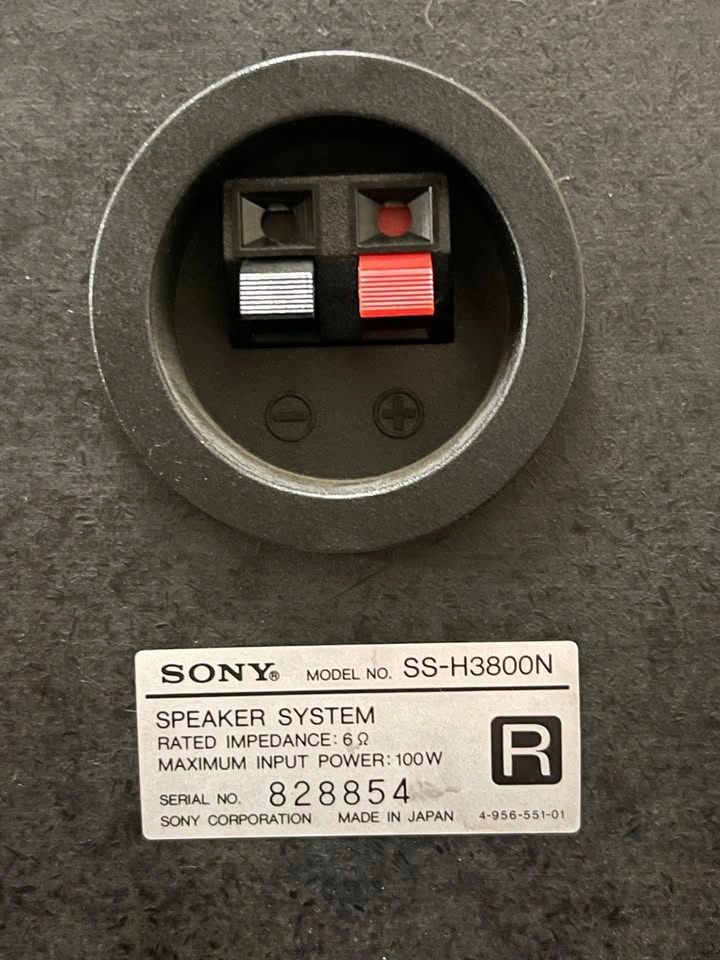 ⊖ ⊕
SONY® MODEL NO. SS-H3800N
SPEAKER SYSTEM
RATED IMPEDANCE: 6Ω
MAXIMUM INPUT POWER: 100W
R
SERIAL NO. 828854
SONY CORPORATION MADE IN JAPAN 4-956-551-01